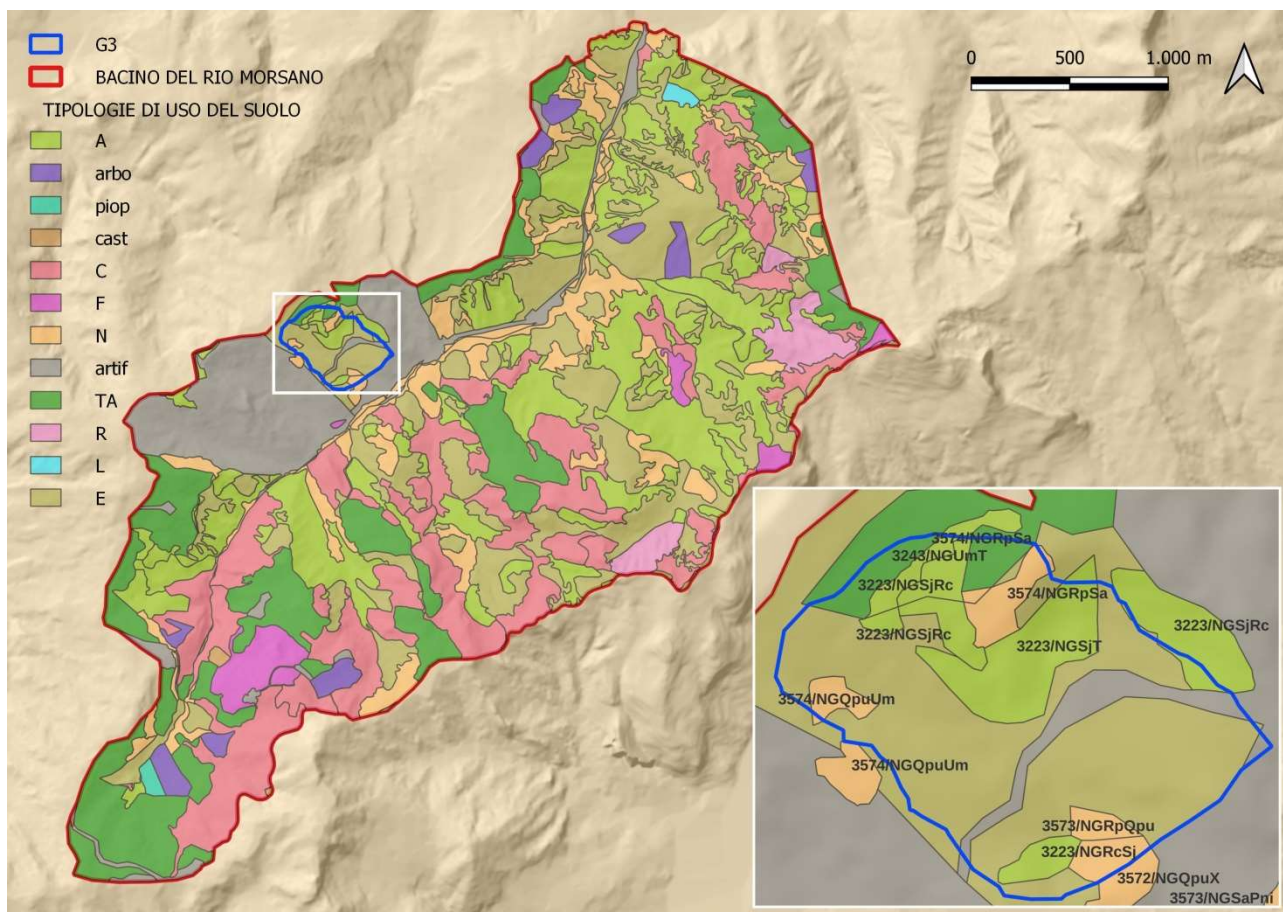 G3
BACINO DEL RIO MORSANO
TIPOLOGIE DI USO DEL SUOLO
A
arbo
piop
cast
C
F
N
artif
TA
R
L
E
0 500 1.000 m
3574/NGRpSa
3243/NGUmT
3223/NGSjRc
3574/NGRpSa
3223/NGSjRc
3223/NGSjRc
3223/NGSjT
3574/NGQpuUm
3574/NGQpuUm
3573/NGRpQpu
3223/NGRcSj
3572/NGQpuX
3573/NGSaPni